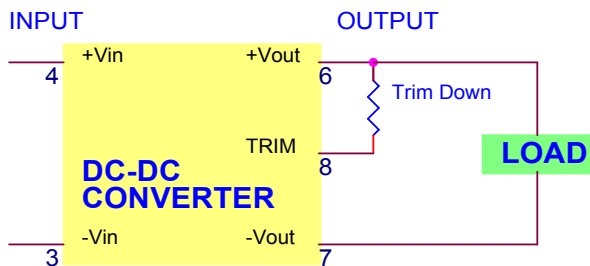 INPUT
OUTPUT
+Vin
+Vout
4
6
Trim Down
TRIM
8
DC-DC
CONVERTER
LOAD
-Vin
-Vout
3
7